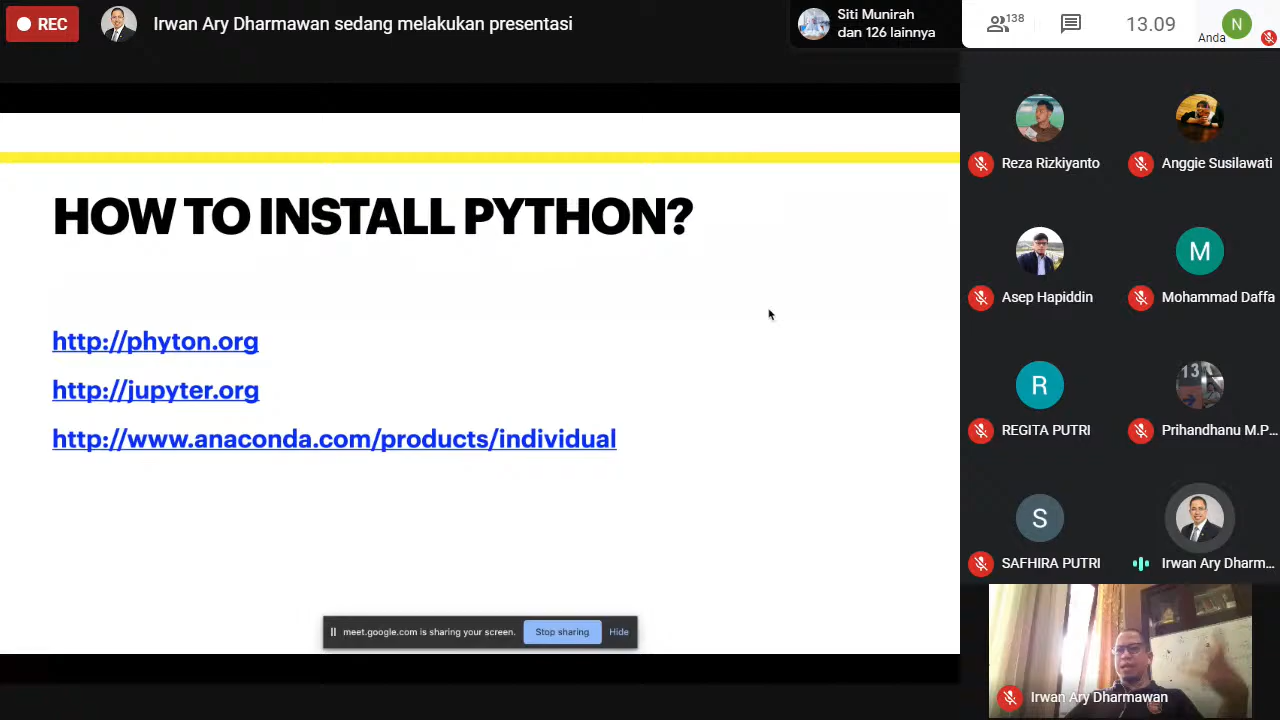 REC
Irwan Ary Dharmawan sedang melakukan presentasi
Siti Munirah
dan 126 lainnya
138
13.09
N
Anda
HOW TO INSTALL PYTHON?
http://phyton.org
http://jupyter.org
http://www.anaconda.com/products/individual
meet.google.com is sharing your screen.
Stop sharing
Hide
Reza Rizkiyanto
Anggie Susilawati
Asep Hapiddin
M
Mohammad Daffa
R
REGITA PUTRI
13
Prihandhanu M.P...
S
SAFHIRA PUTRI
Irwan Ary Dharm...
Irwan Ary Dharmawan